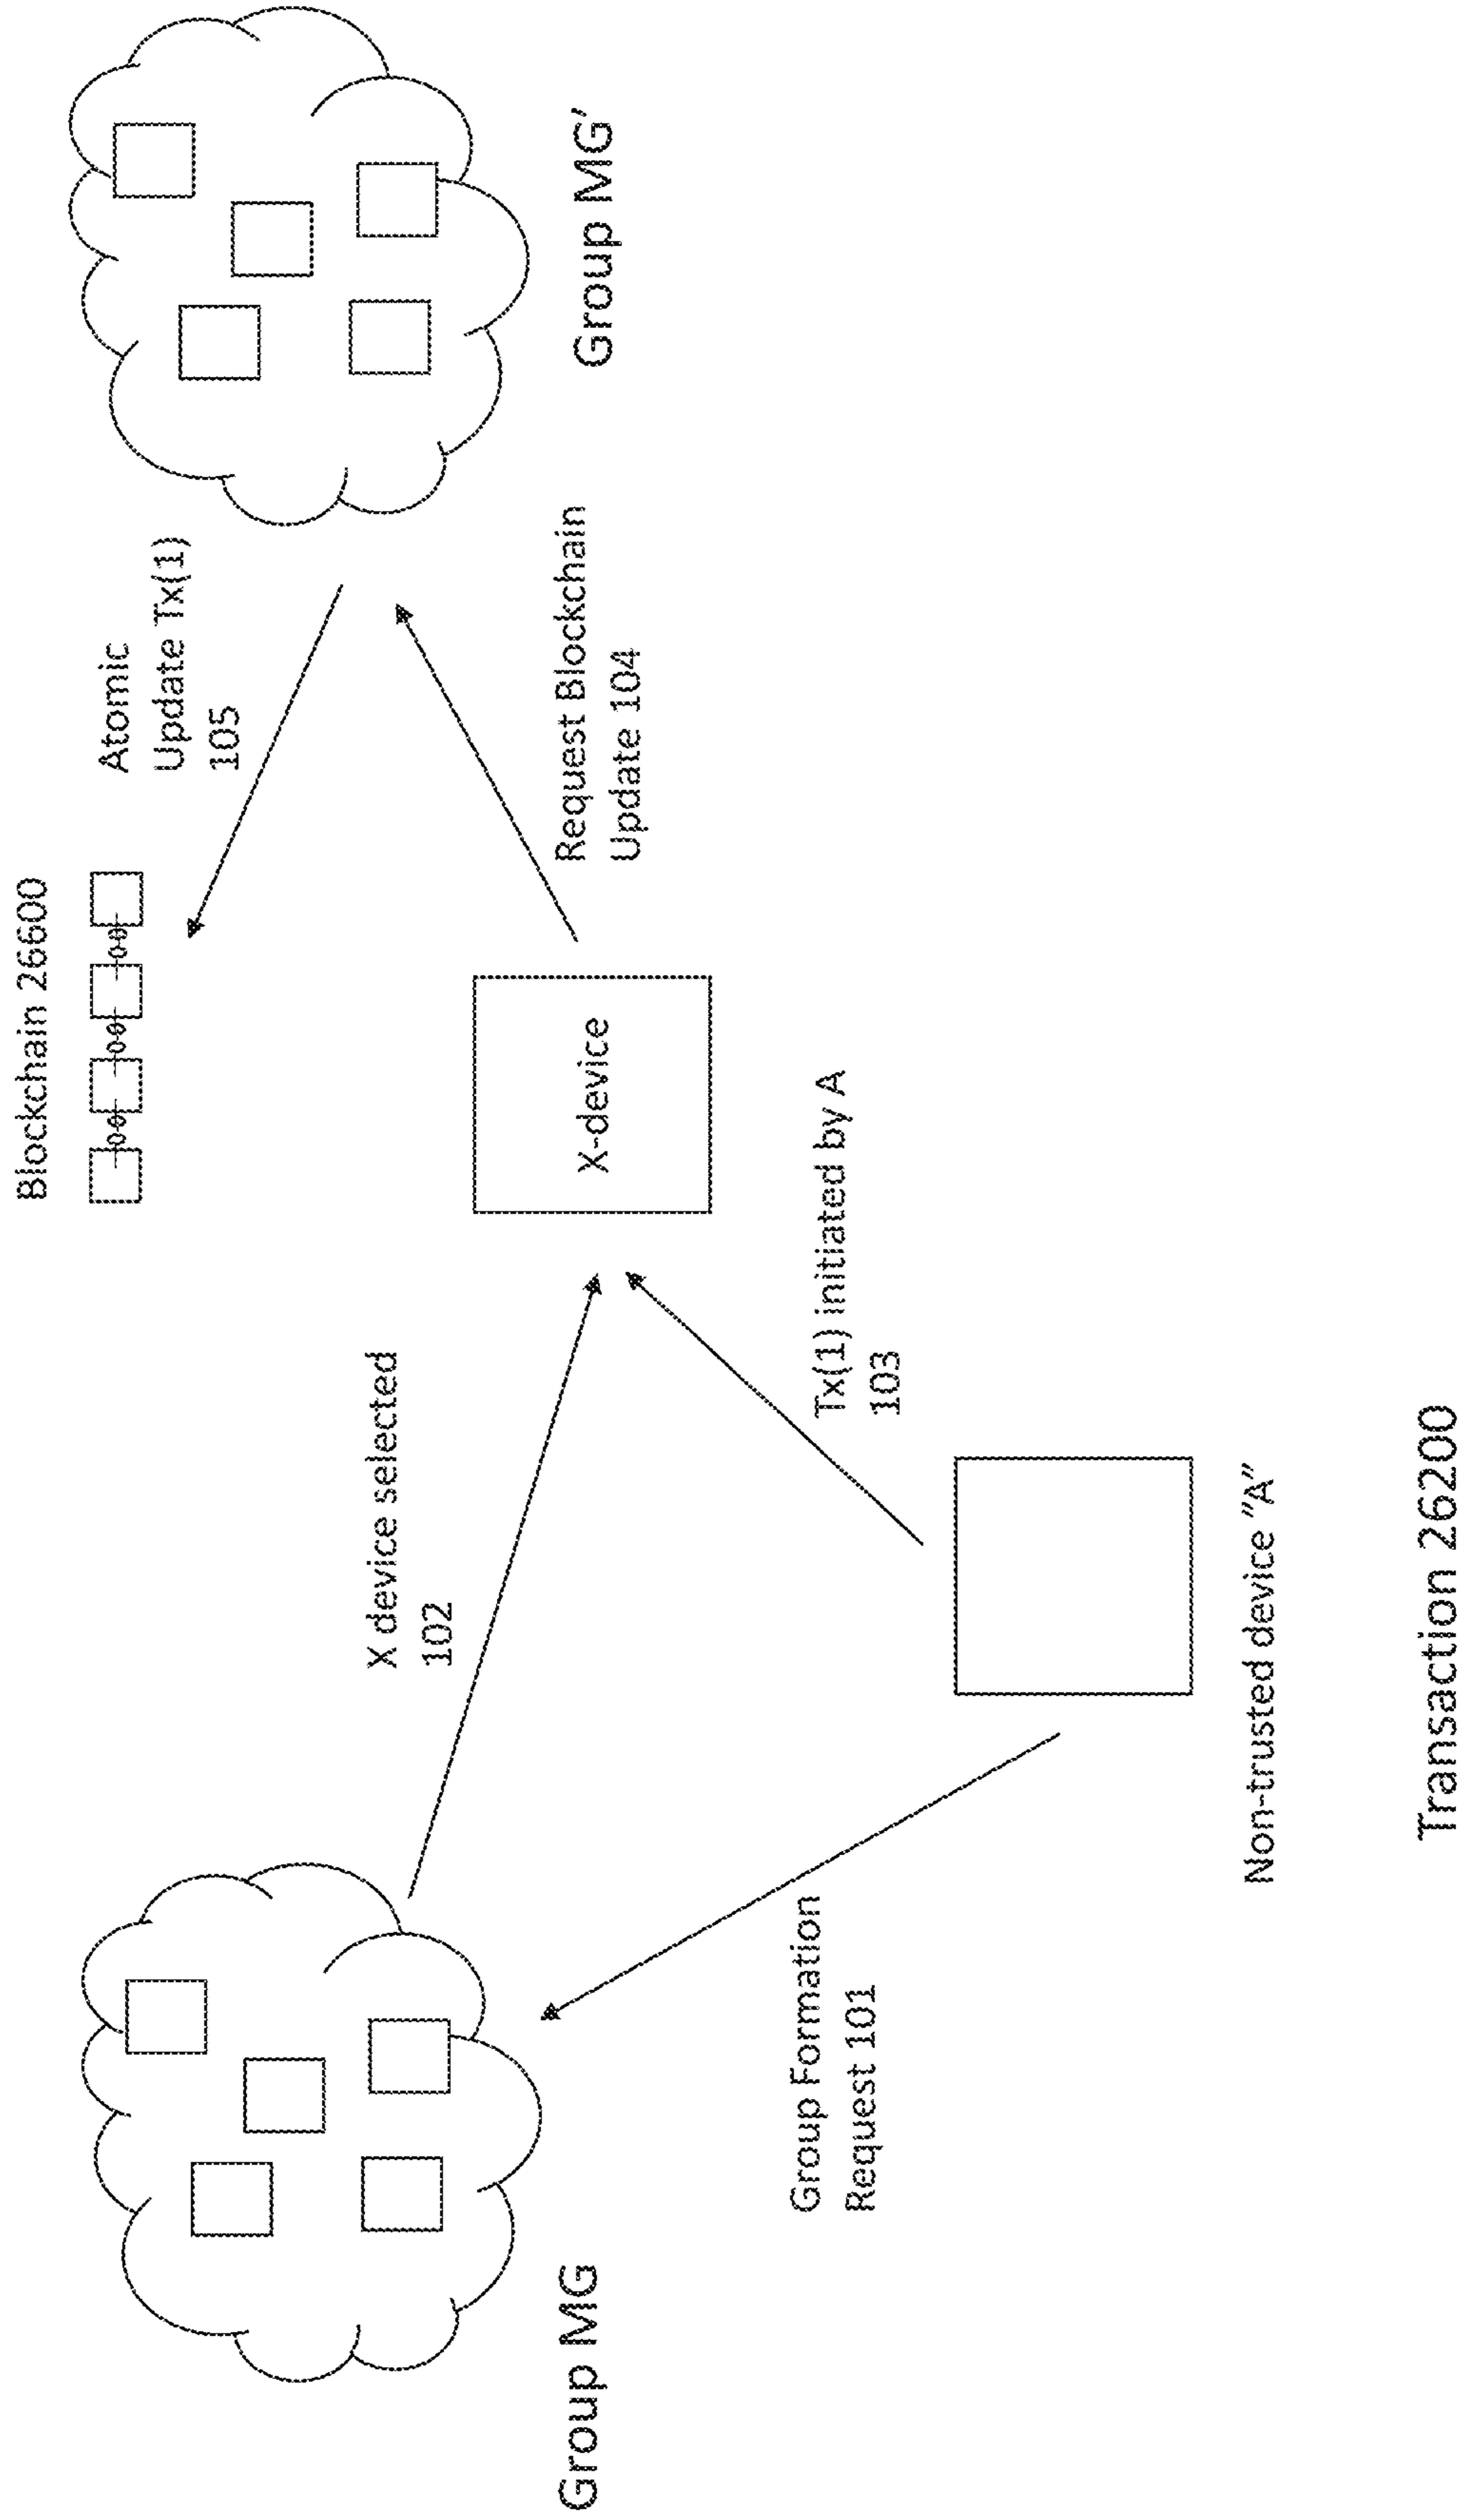 Blockchain 26600
Atomic
Update Tx(1)
105
X device selected
102
Group MG
X-device
Request Blockchain
Update 104
Group MG'
Group Formation
Request 101
Tx(1) initiated by A
103
Non-trusted device "A"
Transaction 26200